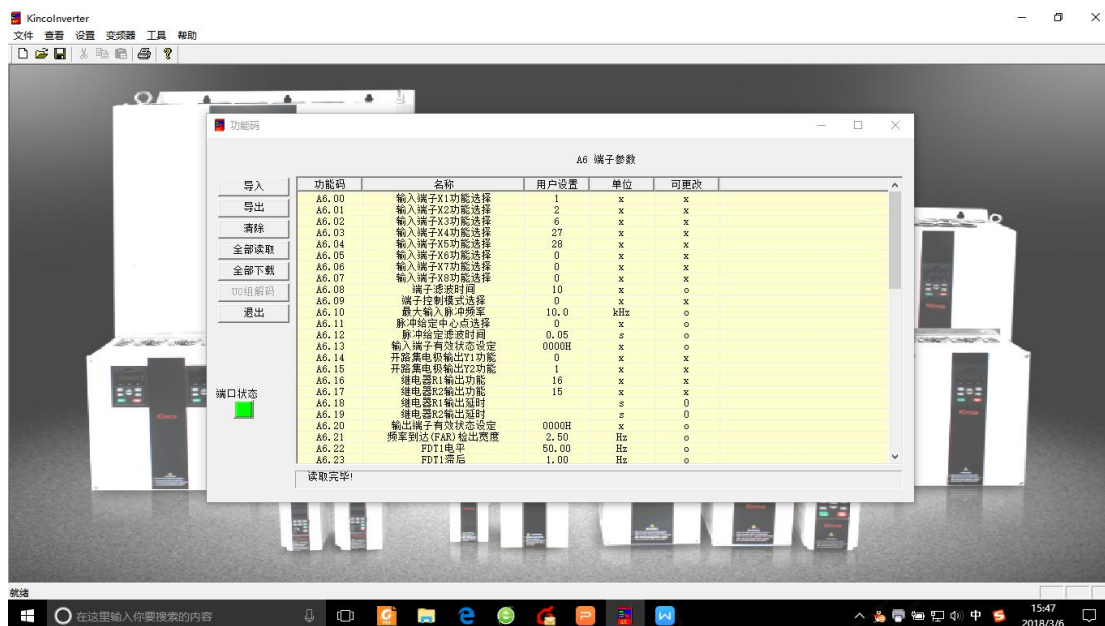 KincoInverter
文件 查看 设置 变频器 工具 帮助
功能码
A6 端子参数
导入
导出
清除
全部读取
全部下载
U0组解码
退出
端口状态
功能码 名称 用户设置 单位 可更改
A6.00 输入端子X1功能选择 1 x x
A6.01 输入端子X2功能选择 2 x x
A6.02 输入端子X3功能选择 6 x x
A6.03 输入端子X4功能选择 27 x x
A6.04 输入端子X5功能选择 28 x x
A6.05 输入端子X6功能选择 0 x x
A6.06 输入端子X7功能选择 0 x x
A6.07 输入端子X8功能选择 0 x x
A6.08 端子滤波时间 10 x o
A6.09 端子控制模式选择 0 x x
A6.10 最大输入脉冲频率 10.0 kHz o
A6.11 脉冲给定中心点选择 0 x o
A6.12 脉冲给定滤波时间 0.05 s o
A6.13 输入端子有效状态设定 0000H x o
A6.14 开路集电极输出Y1功能 0 x x
A6.15 开路集电极输出Y2功能 1 x x
A6.16 继电器R1输出功能 16 x x
A6.17 继电器R2输出功能 15 x x
A6.18 继电器R1输出延时 s 0
A6.19 继电器R2输出延时 s 0
A6.20 输出端子有效状态设定 0000H x o
A6.21 频率到达(FAR)检出宽度 2.50 Hz o
A6.22 FDT1电平 50.00 Hz o
A6.23 FDT1滞后 1.00 Hz o
读取完毕!
Kinco
Kinco
就绪
在这里输入你要搜索的内容
中
15:47
2018/3/6